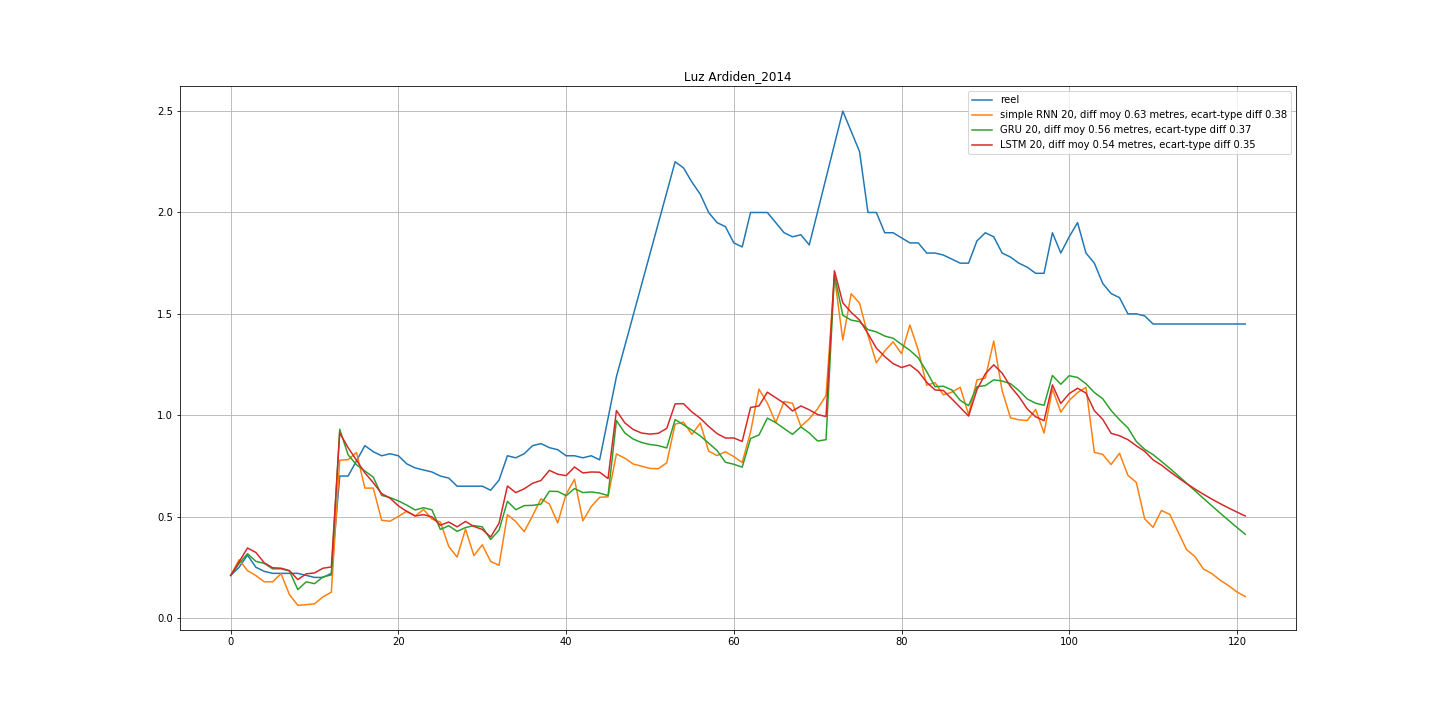 Luz Ardiden_2014
reel
simple RNN 20, diff moy 0.63 metres, ecart-type diff 0.38
GRU 20, diff moy 0.56 metres, ecart-type diff 0.37
LSTM 20, diff moy 0.54 metres, ecart-type diff 0.35
2.5
2.0
1.5
1.0
0.5
0.0
0 20 40 60 80 100 120